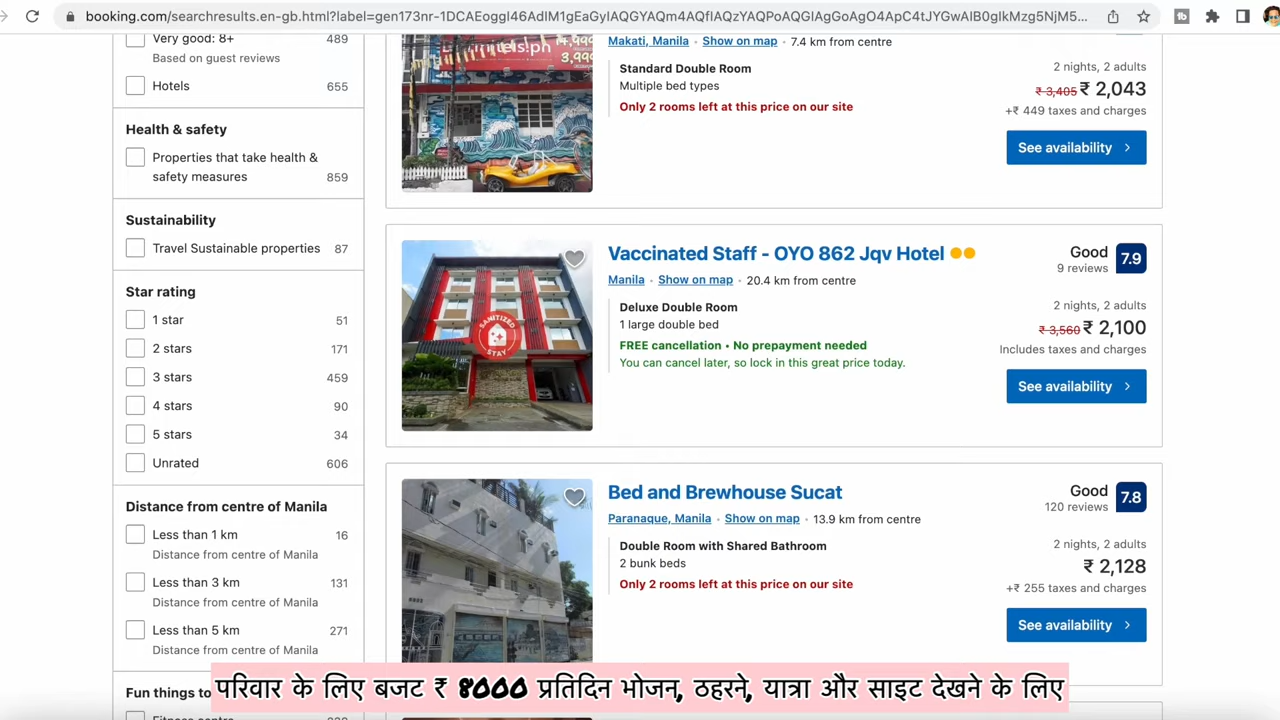 booking.com/searchresults.en-gb.html?label=gen173nr-1DCAEoggI46AdIM1gEaGyIAQGYAQm4AQfIAQzYAQPoAQGIAgGoAgO4ApC4tJYGwAIB0gIkMzg5NjM5...
Very good: 8+ 489
Based on guest reviews
Hotels 655
Health & safety
Properties that take health &
safety measures 859
Sustainability
Travel Sustainable properties 87
Star rating
1 star 51
2 stars 171
3 stars 459
4 stars 90
5 stars 34
Unrated 606
Distance from centre of Manila
Less than 1 km 16
Distance from centre of Manila
Less than 3 km 131
Distance from centre of Manila
Less than 5 km 271
Distance from centre of Manila
Fun things to
Makati, Manila · Show on map · 7.4 km from centre
Standard Double Room
Multiple bed types
Only 2 rooms left at this price on our site
2 nights, 2 adults
₹ 3,405 ₹ 2,043
+₹ 449 taxes and charges
See availability
Vaccinated Staff - OYO 862 Jqv Hotel
Manila · Show on map · 20.4 km from centre
Good 7.9
9 reviews
Deluxe Double Room
1 large double bed
FREE cancellation • No prepayment needed
You can cancel later, so lock in this great price today.
2 nights, 2 adults
₹ 3,560 ₹ 2,100
Includes taxes and charges
See availability
SANITIZED
STAY
Bed and Brewhouse Sucat
Paranaque, Manila · Show on map · 13.9 km from centre
Good 7.8
120 reviews
Double Room with Shared Bathroom
2 bunk beds
Only 2 rooms left at this price on our site
2 nights, 2 adults
₹ 2,128
+₹ 255 taxes and charges
See availability
परिवार के लिए बजट ₹ 8000 प्रतिदिन भोजन, ठहरने, यात्रा और साइट देखने के लिए